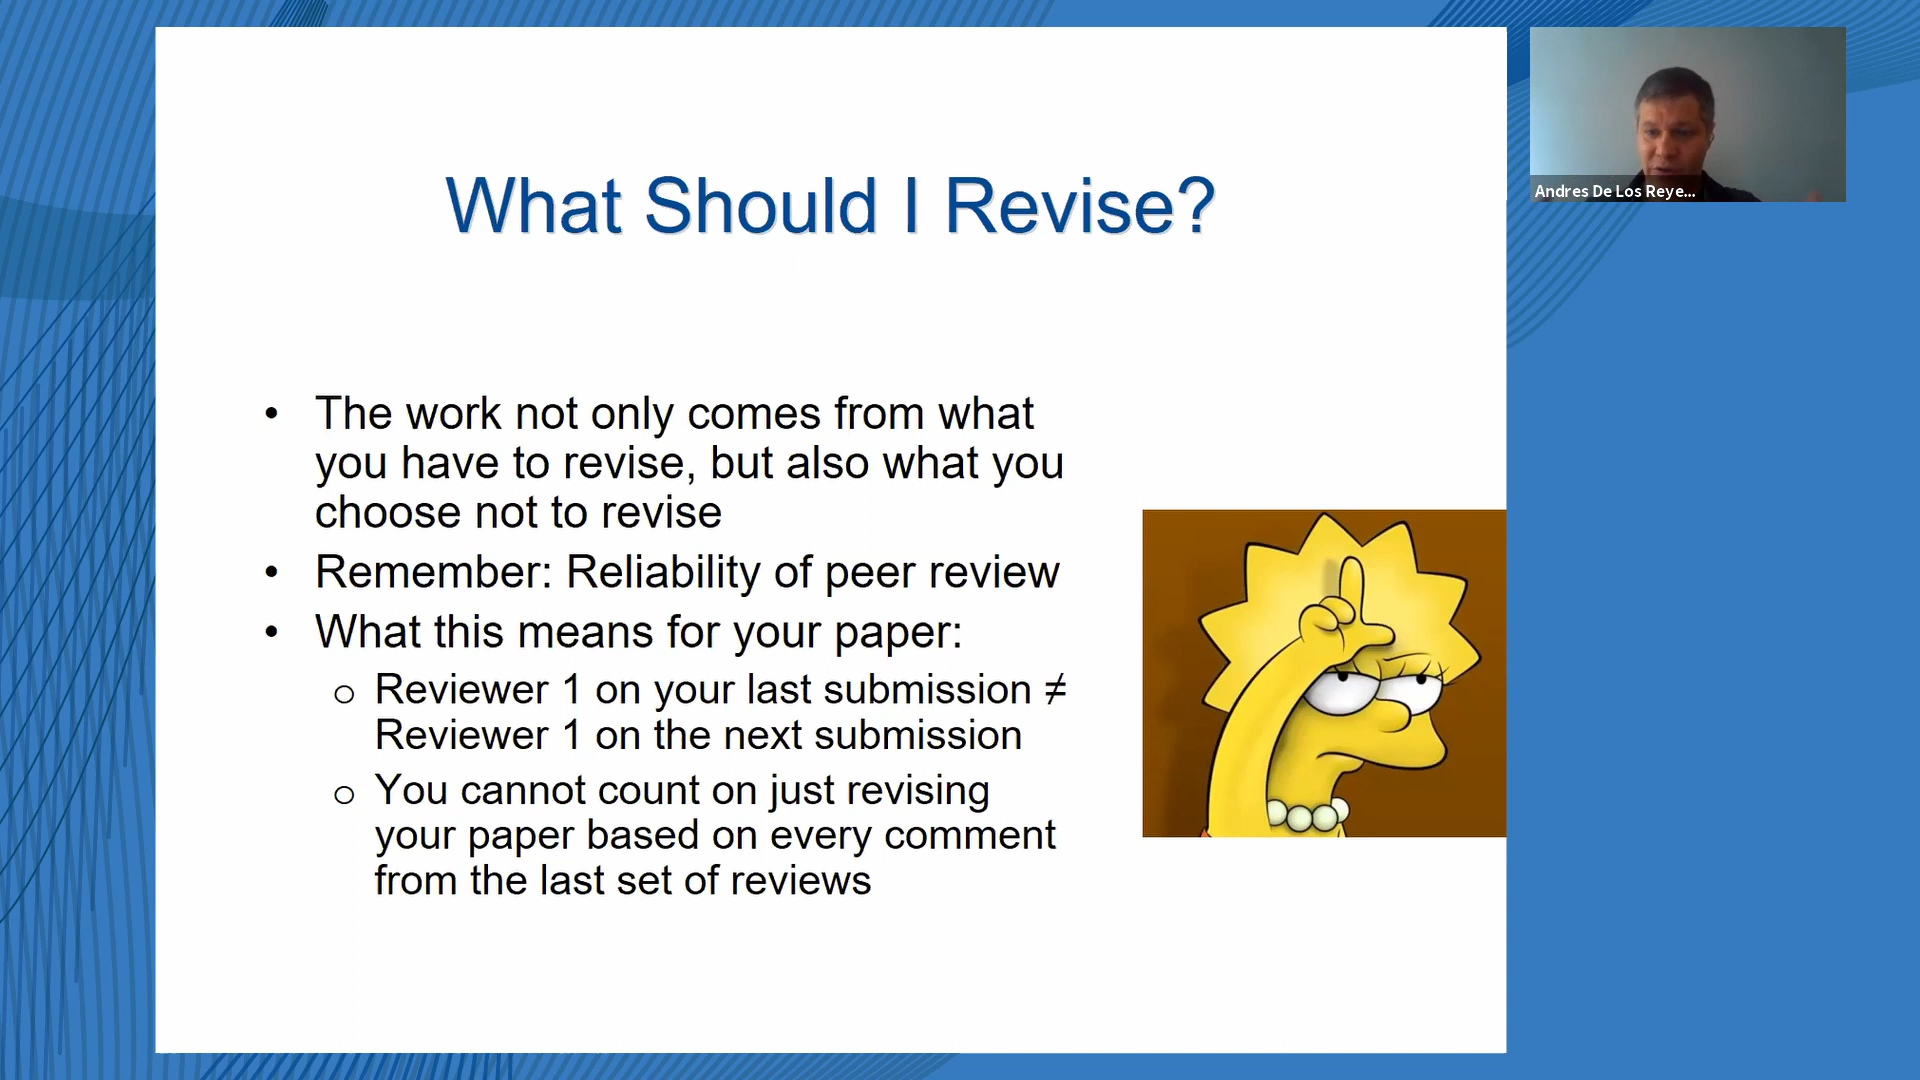 What Should I Revise?
• The work not only comes from what
you have to revise, but also what you
choose not to revise
• Remember: Reliability of peer review
• What this means for your paper:
o Reviewer 1 on your last submission ≠
Reviewer 1 on the next submission
o You cannot count on just revising
your paper based on every comment
from the last set of reviews
Andres De Los Reye...